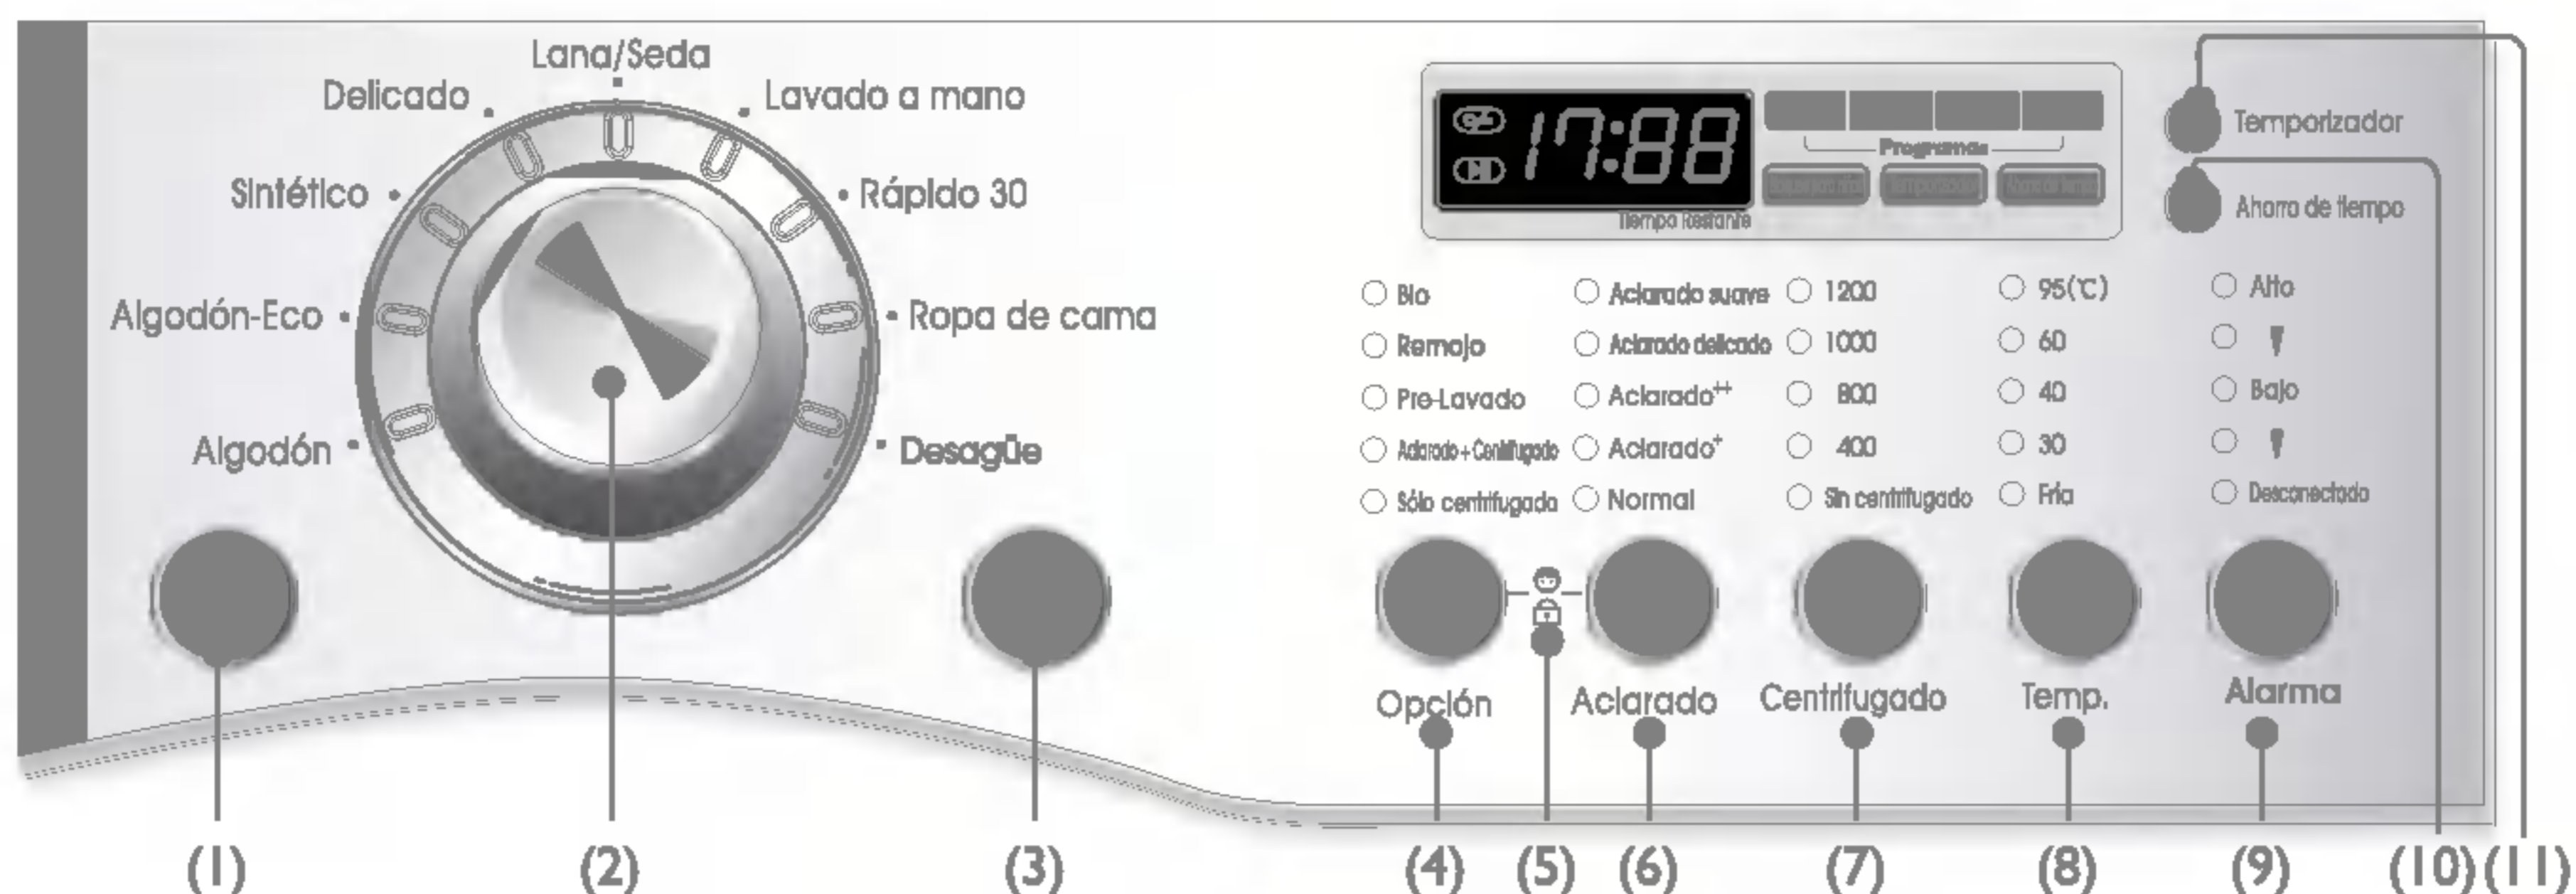 Lana/Seda
Delicado
Lavado a mano
Sintético
Rápido 30
Algodón-Eco
Ropa de cama
Algodón
Desagüe
17:88
Programas
Tiempo Restante
Temporizador
Ahorro de tiempo
Bio
Remojo
Pre-Lavado
Aclarado+Centrifugado
Sólo centrifugado
Aclarado suave
Aclarado delicado
Aclarado++
Aclarado+
Normal
1200
1000
800
400
Sin centrifugado
95(℃)
60
40
30
Fría
Alto
Bajo
Desconectado
Opción
Aclarado
Centrifugado
Temp.
Alarma
(1)
(2)
(3)
(4)
(5)
(6)
(7)
(8)
(9)
(10)
(11)